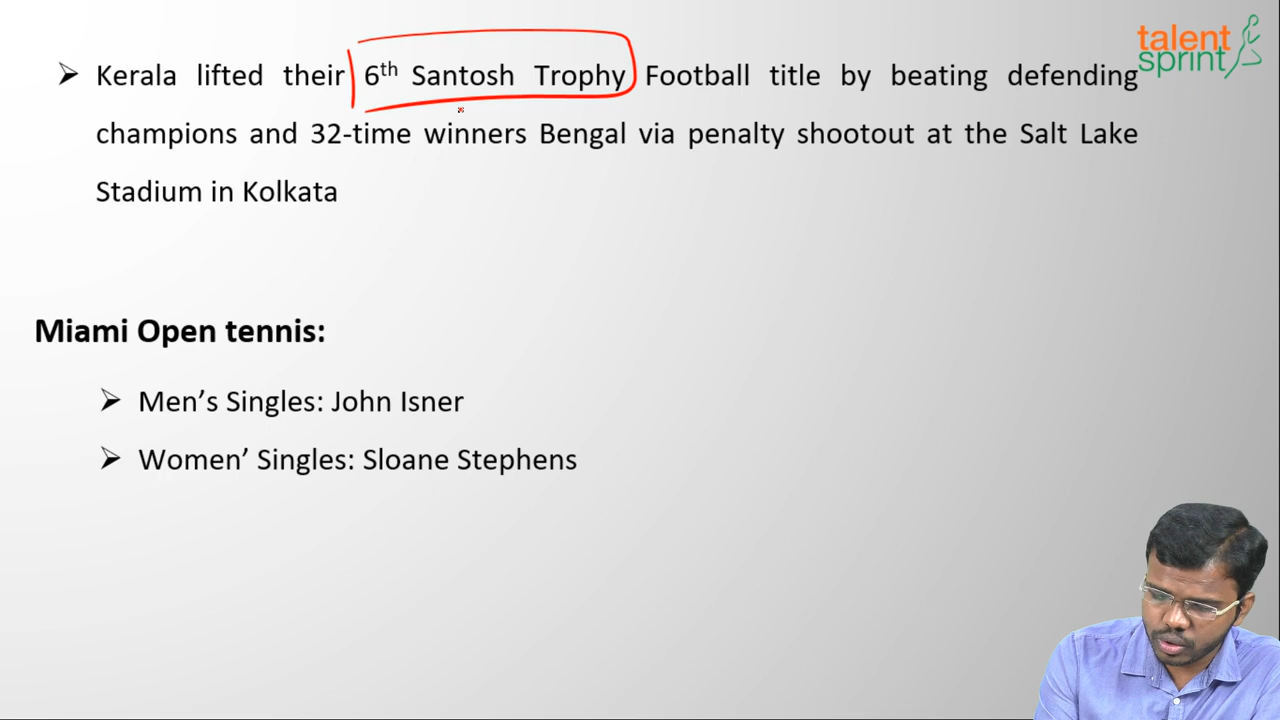 talent
sprint
➢ Kerala lifted their 6th Santosh Trophy Football title by beating defending
champions and 32-time winners Bengal via penalty shootout at the Salt Lake
Stadium in Kolkata
Miami Open tennis:
➢ Men’s Singles: John Isner
➢ Women’ Singles: Sloane Stephens